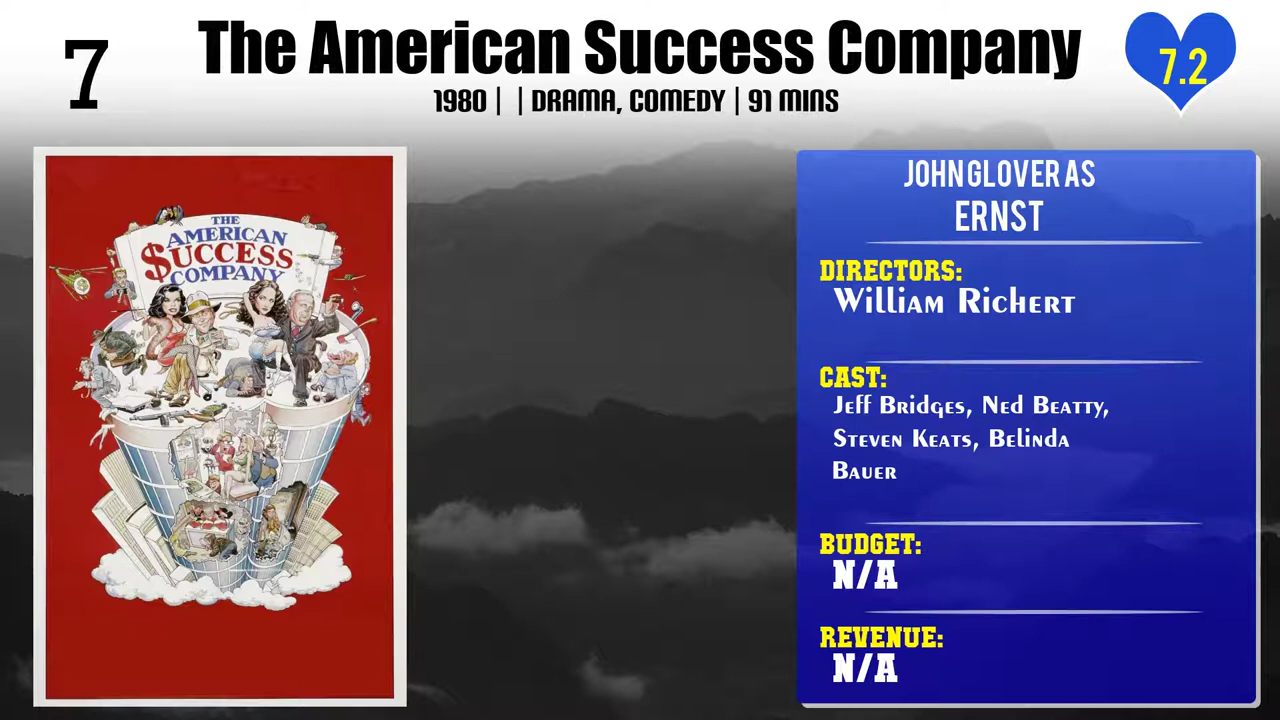 7
The American Success Company
7.2
1980 | | DRAMA, COMEDY | 91 MINS
THE
AMERICAN
$UCCESS
COMPANY
JOHN GLOVER AS
ERNST
DIRECTORS:
William Richert
CAST:
Jeff Bridges, Ned Beatty,
Steven Keats, Belinda
Bauer
BUDGET:
N/A
REVENUE:
N/A